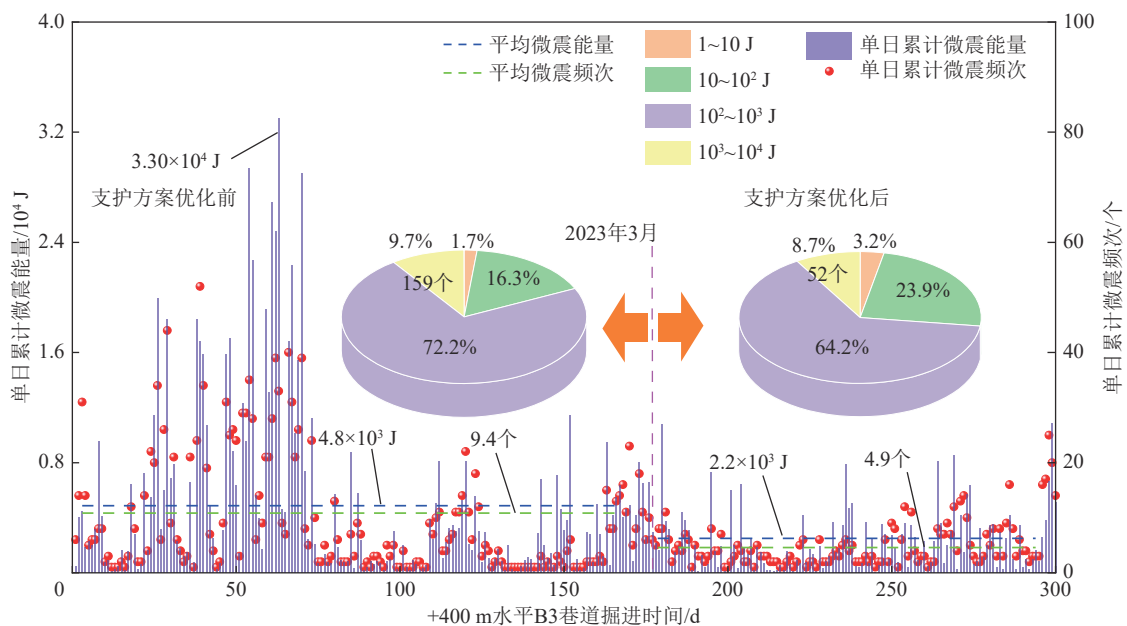 4.0
3.2
2.4
1.6
0.8
0
单日累计微震能量/10⁴ J
100
80
60
40
20
0
单日累计微震频次/个
平均微震能量
平均微震频次
1~10 J
10~10² J
10²~10³ J
10³~10⁴ J
单日累计微震能量
单日累计微震频次
3.30×10⁴ J
支护方案优化前
支护方案优化后
2023年3月
9.7%
1.7%
159个
16.3%
72.2%
8.7%
3.2%
52个
23.9%
64.2%
4.8×10³ J
9.4个
2.2×10³ J
4.9个
0
50
100
150
200
250
300
+400 m水平B3巷道掘进时间/d